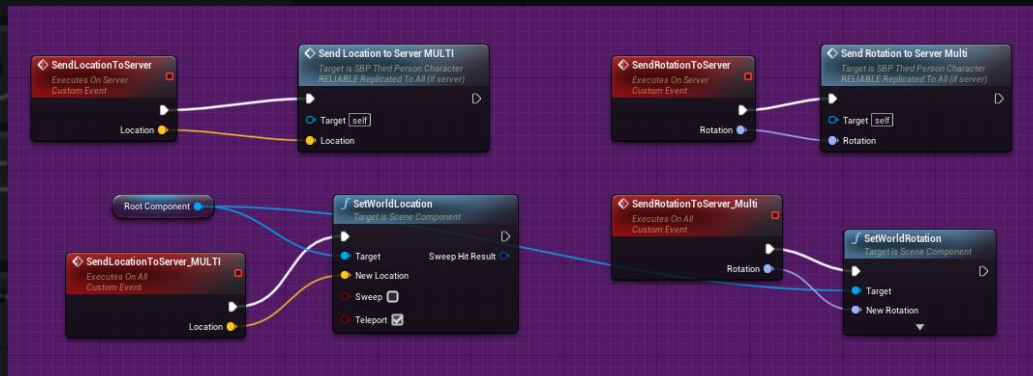 SendLocationToServer
Executes On Server
Custom Event
Location
Send Location to Server MULTI
Target is SBP Third Person Character
RELIABLE Replicated To All (if server)
Target self
Location
SendRotationToServer
Executes On Server
Custom Event
Rotation
Send Rotation to Server Multi
Target is SBP Third Person Character
RELIABLE Replicated To All (if server)
Target self
Rotation
Root Component
SendLocationToServer_MULTI
Executes On All
Custom Event
Location
f SetWorldLocation
Target is Scene Component
Target Sweep Hit Result
New Location
Sweep
Teleport
SendRotationToServer_Multi
Executes On All
Custom Event
Rotation
f SetWorldRotation
Target is Scene Component
Target
New Rotation